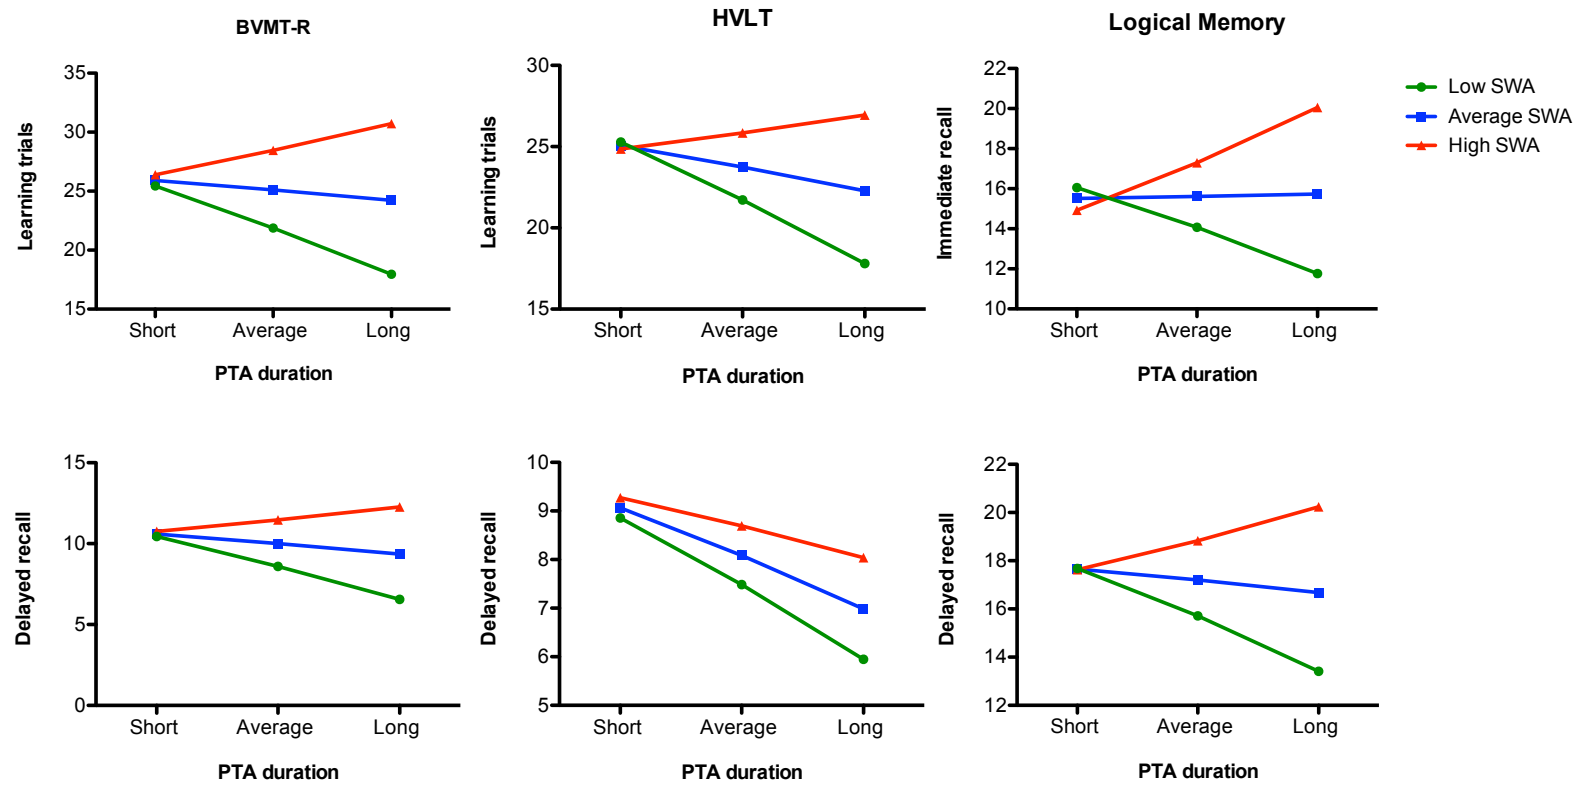 BVMT-R
HVLT
Logical Memory
35
30
25
20
15
Learning trials
Short Average Long
PTA duration
30
25
20
15
Learning trials
Short Average Long
PTA duration
22
20
18
16
14
12
10
Immediate recall
Short Average Long
PTA duration
Low SWA
Average SWA
High SWA
15
10
5
0
Delayed recall
Short Average Long
PTA duration
10
9
8
7
6
5
Delayed recall
Short Average Long
PTA duration
22
20
18
16
14
12
Delayed recall
Short Average Long
PTA duration